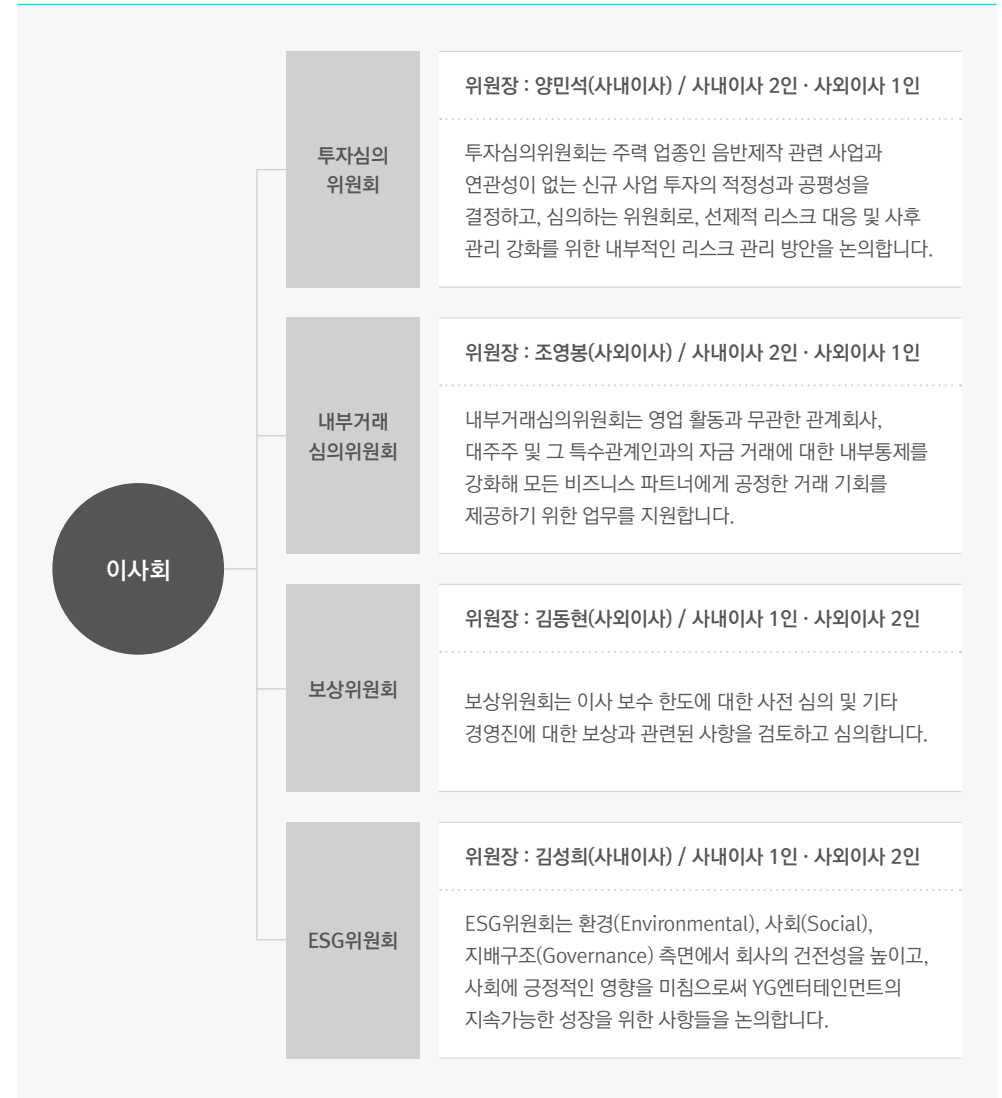 이사회
투자심의
위원회
위원장 : 양민석(사내이사) / 사내이사 2인 · 사외이사 1인
투자심의위원회는 주력 업종인 음반제작 관련 사업과
연관성이 없는 신규 사업 투자의 적정성과 공평성을
결정하고, 심의하는 위원회로, 선제적 리스크 대응 및 사후
관리 강화를 위한 내부적인 리스크 관리 방안을 논의합니다.
내부거래
심의위원회
위원장 : 조영봉(사외이사) / 사내이사 2인 · 사외이사 1인
내부거래심의위원회는 영업 활동과 무관한 관계회사,
대주주 및 그 특수관계인과의 자금 거래에 대한 내부통제를
강화해 모든 비즈니스 파트너에게 공정한 거래 기회를
제공하기 위한 업무를 지원합니다.
보상위원회
위원장 : 김동현(사외이사) / 사내이사 1인 · 사외이사 2인
보상위원회는 이사 보수 한도에 대한 사전 심의 및 기타
경영진에 대한 보상과 관련된 사항을 검토하고 심의합니다.
ESG위원회
위원장 : 김성희(사내이사) / 사내이사 1인 · 사외이사 2인
ESG위원회는 환경(Environmental), 사회(Social),
지배구조(Governance) 측면에서 회사의 건전성을 높이고,
사회에 긍정적인 영향을 미침으로써 YG엔터테인먼트의
지속가능한 성장을 위한 사항들을 논의합니다.